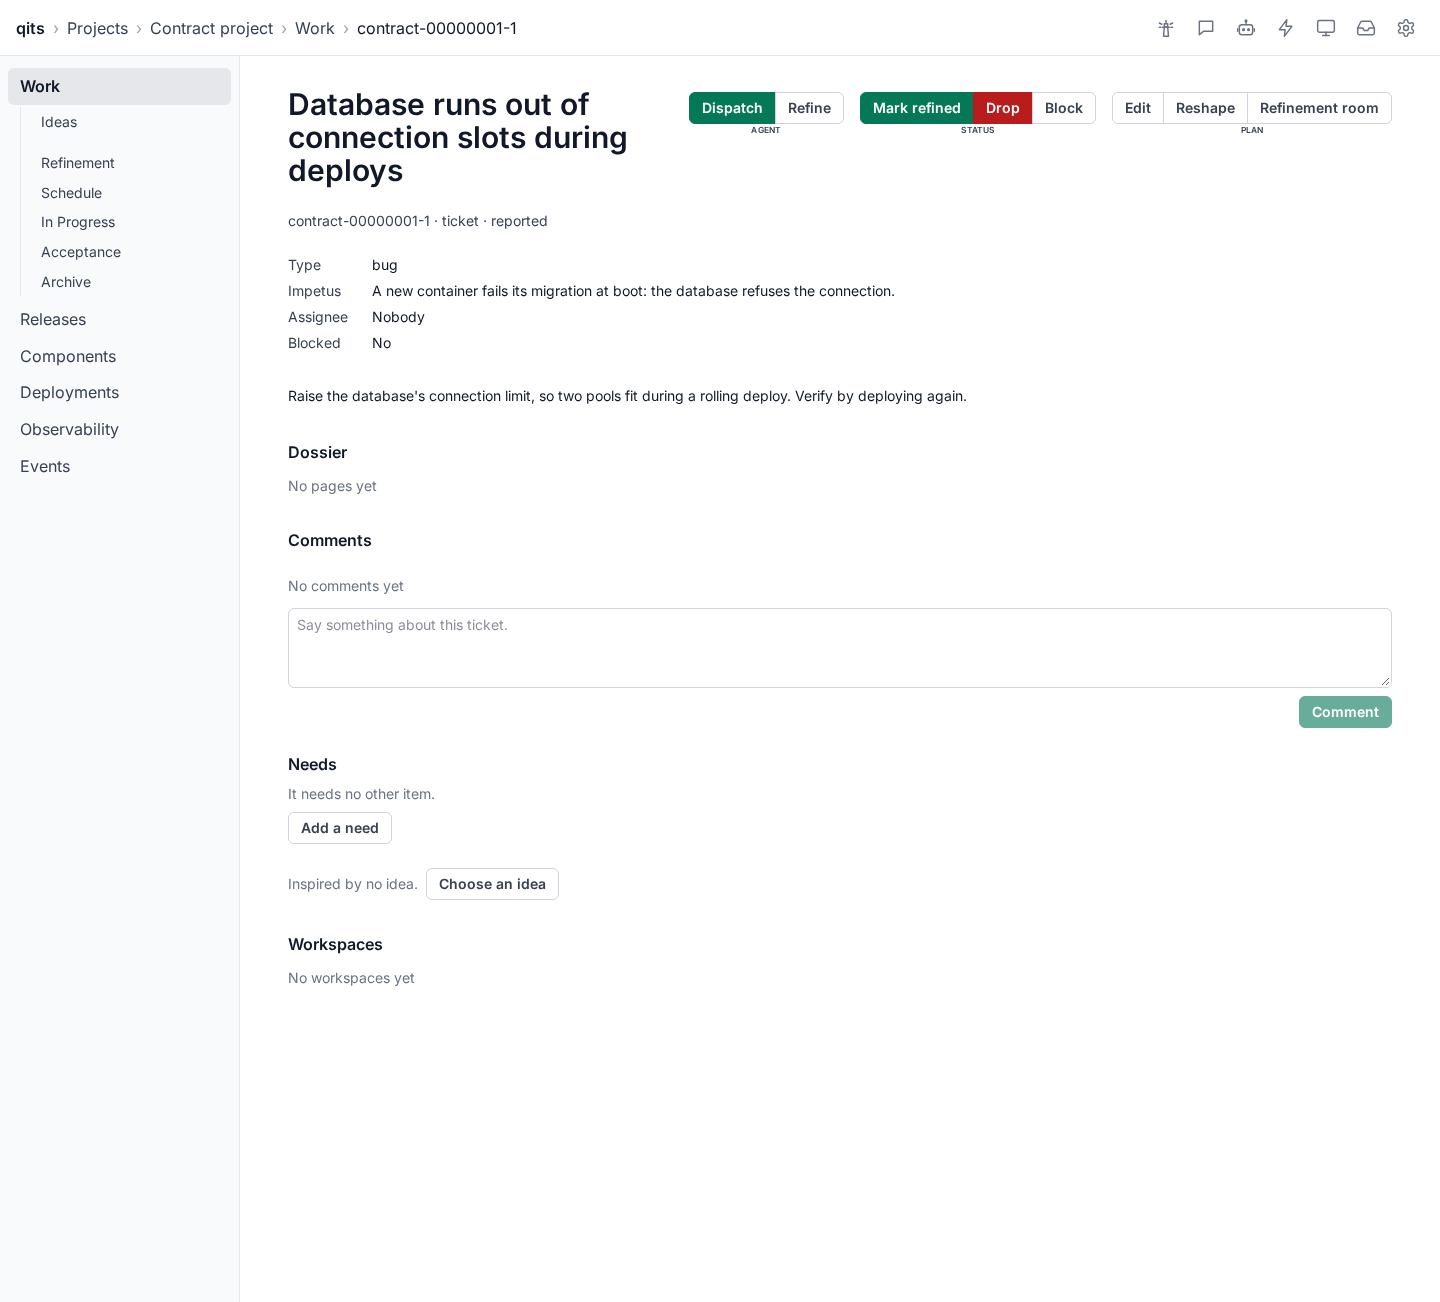 qits › Projects › Contract project › Work › contract-00000001-1
Work
Ideas
Refinement
Schedule
In Progress
Acceptance
Archive
Releases
Components
Deployments
Observability
Events
Database runs out of
connection slots during
deploys
Dispatch Refine
AGENT
Mark refined Drop Block
STATUS
Edit Reshape Refinement room
PLAN
contract-00000001-1 · ticket · reported
Type bug
Impetus A new container fails its migration at boot: the database refuses the connection.
Assignee Nobody
Blocked No
Raise the database's connection limit, so two pools fit during a rolling deploy. Verify by deploying again.
Dossier
No pages yet
Comments
No comments yet
Say something about this ticket.
Comment
Needs
It needs no other item.
Add a need
Inspired by no idea. Choose an idea
Workspaces
No workspaces yet